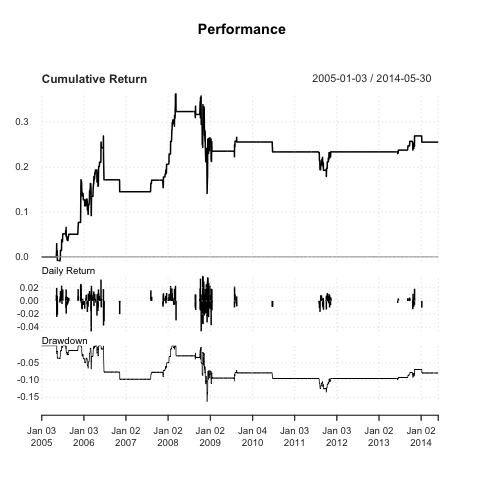 Performance
Cumulative Return 2005-01-03 / 2014-05-30
0.3
0.2
0.1
0.0
Daily Return
0.02
0.00
-0.02
-0.04
Drawdown
-0.05
-0.10
-0.15
Jan 03 Jan 03 Jan 02 Jan 02 Jan 02 Jan 04 Jan 03 Jan 03 Jan 02 Jan 02
2005 2006 2007 2008 2009 2010 2011 2012 2013 2014